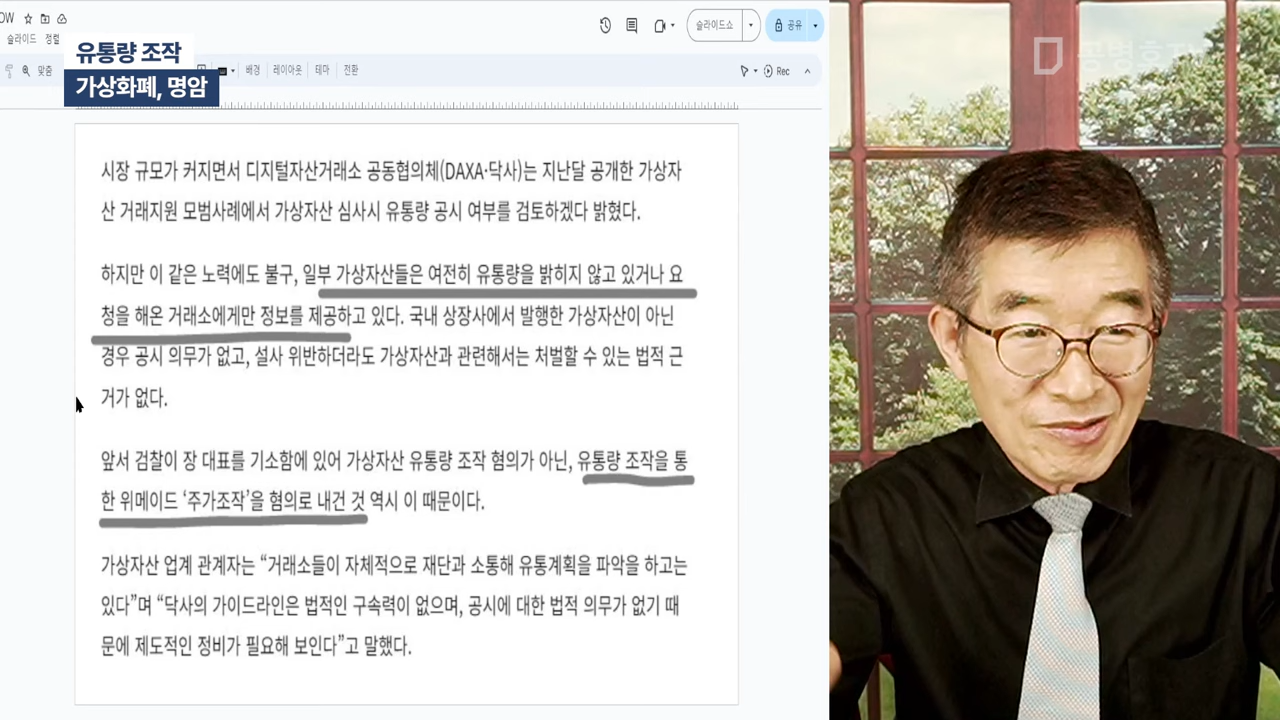 OW
슬라이드 정렬
슬라이드쇼
공유
유통량 조작
가상화폐, 명암
맞춤
배경 레이아웃 테마 전환
Rec
공병호TV
시장 규모가 커지면서 디지털자산거래소 공동협의체(DAXA·닥사)는 지난달 공개한 가상자
산 거래지원 모범사례에서 가상자산 심사시 유통량 공시 여부를 검토하겠다 밝혔다.
하지만 이 같은 노력에도 불구, 일부 가상자산들은 여전히 유통량을 밝히지 않고 있거나 요
청을 해온 거래소에게만 정보를 제공하고 있다. 국내 상장사에서 발행한 가상자산이 아닌
경우 공시 의무가 없고, 설사 위반하더라도 가상자산과 관련해서는 처벌할 수 있는 법적 근
거가 없다.
앞서 검찰이 장 대표를 기소함에 있어 가상자산 유통량 조작 혐의가 아닌, 유통량 조작을 통
한 위메이드 ‘주가조작’을 혐의로 내건 것 역시 이 때문이다.
가상자산 업계 관계자는 “거래소들이 자체적으로 재단과 소통해 유통계획을 파악을 하고는
있다”며 “닥사의 가이드라인은 법적인 구속력이 없으며, 공시에 대한 법적 의무가 없기 때
문에 제도적인 정비가 필요해 보인다”고 말했다.